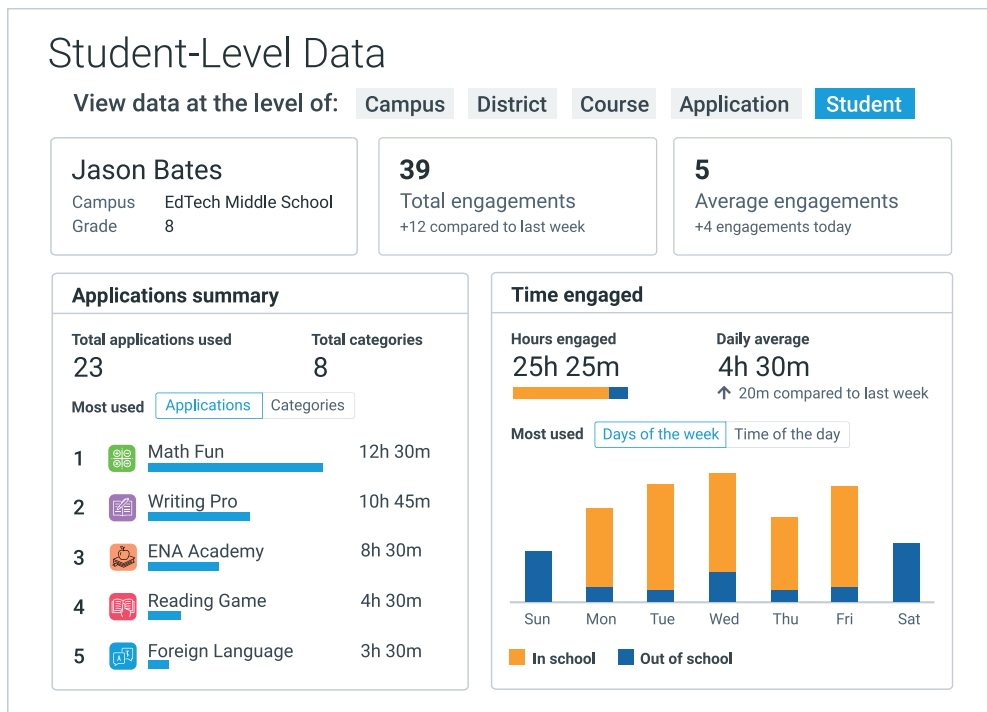 Student-Level Data
View data at the level of: Campus District Course Application Student
Jason Bates
Campus EdTech Middle School
Grade 8
39
Total engagements
+12 compared to last week
5
Average engagements
+4 engagements today
Applications summary
Total applications used Total categories
23 8
Most used Applications Categories
1 Math Fun 12h 30m
2 Writing Pro 10h 45m
3 ENA Academy 8h 30m
4 Reading Game 4h 30m
5 Foreign Language 3h 30m
Time engaged
Hours engaged Daily average
25h 25m 4h 30m
20m compared to last week
Most used Days of the week Time of the day
Sun Mon Tue Wed Thu Fri Sat
In school Out of school